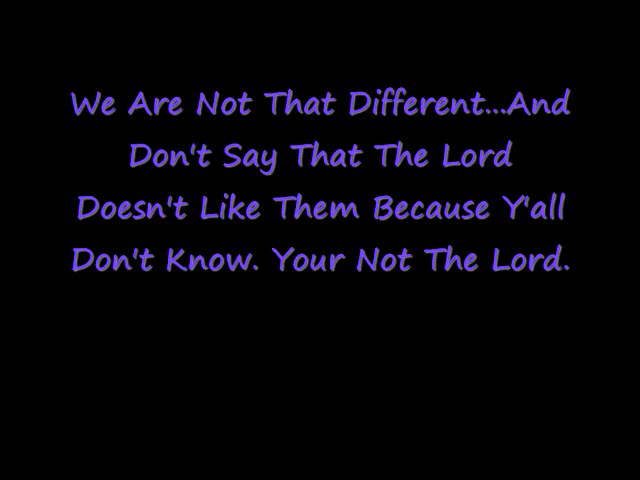 We Are Not That Different...And
Don't Say That The Lord
Doesn't Like Them Because Y'all
Don't Know. Your Not The Lord.